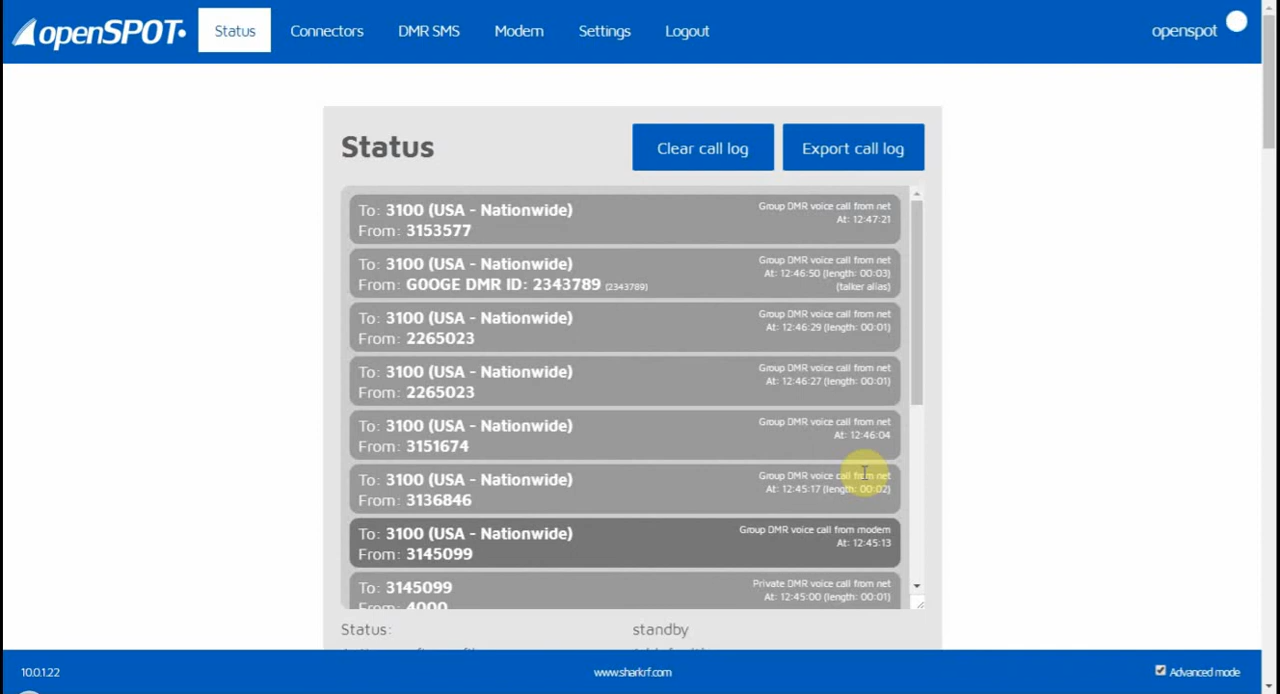 openSPOT
Status
Connectors
DMR SMS
Modem
Settings
Logout
openspot
Status
Clear call log
Export call log
To: 3100 (USA - Nationwide)
Group DMR voice call from net
At: 12:47:21
From: 3153577
To: 3100 (USA - Nationwide)
Group DMR voice call from net
At: 12:46:50 (length: 00:03)
From: GOOGE DMR ID: 2343789 (2343789)
(talker alias)
To: 3100 (USA - Nationwide)
Group DMR voice call from net
At: 12:46:29 (length: 00:01)
From: 2265023
To: 3100 (USA - Nationwide)
Group DMR voice call from net
At: 12:46:27 (length: 00:01)
From: 2265023
To: 3100 (USA - Nationwide)
Group DMR voice call from net
At: 12:46:04
From: 3151674
To: 3100 (USA - Nationwide)
Group DMR voice call from net
At: 12:45:17 (length: 00:02)
From: 3136846
To: 3100 (USA - Nationwide)
Group DMR voice call from modem
At: 12:45:13
From: 3145099
To: 3145099
Private DMR voice call from net
At: 12:45:00 (length: 00:01)
From: 4000
Status:
standby
10.0.1.22
www.sharkrf.com
Advanced mode